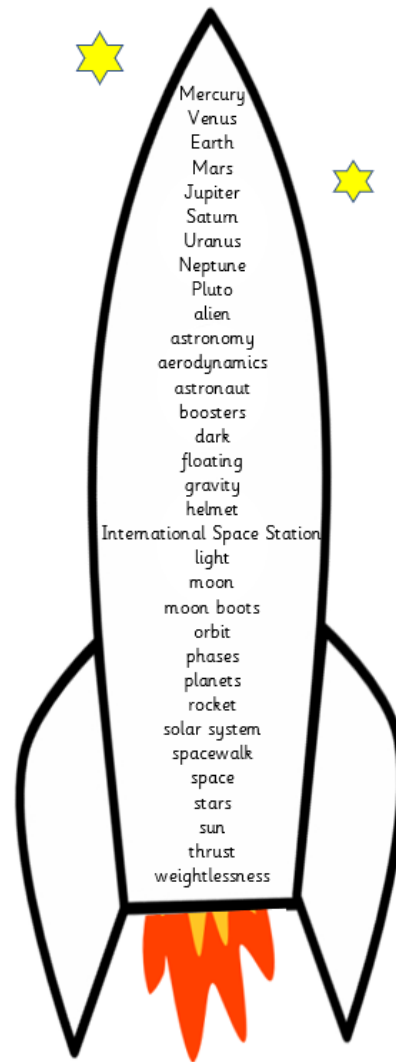 Mercury
Venus
Earth
Mars
Jupiter
Saturn
Uranus
Neptune
Pluto
alien
astronomy
aerodynamics
astronaut
boosters
dark
floating
gravity
helmet
International Space Station
light
moon
moon boots
orbit
phases
planets
rocket
solar system
spacewalk
space
stars
sun
thrust
weightlessness